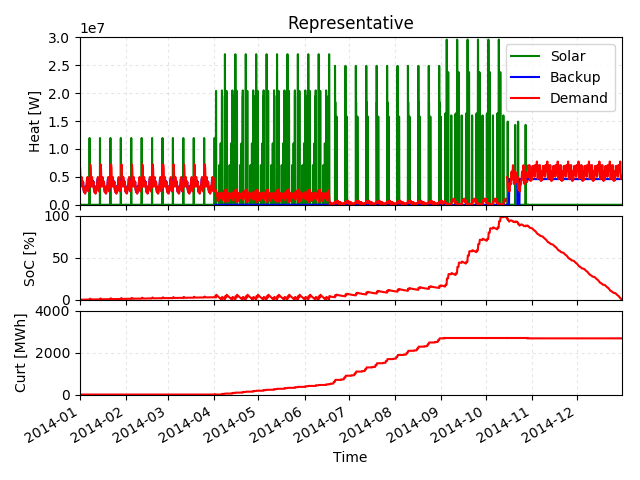 Representative
1e7
3.0
2.5
2.0
1.5
1.0
0.5
0.0
Heat [W]
Solar
Backup
Demand
100
50
0
SoC [%]
4000
2000
0
Curt [MWh]
2014-01
2014-02
2014-03
2014-04
2014-05
2014-06
2014-07
2014-08
2014-09
2014-10
2014-11
2014-12
Time